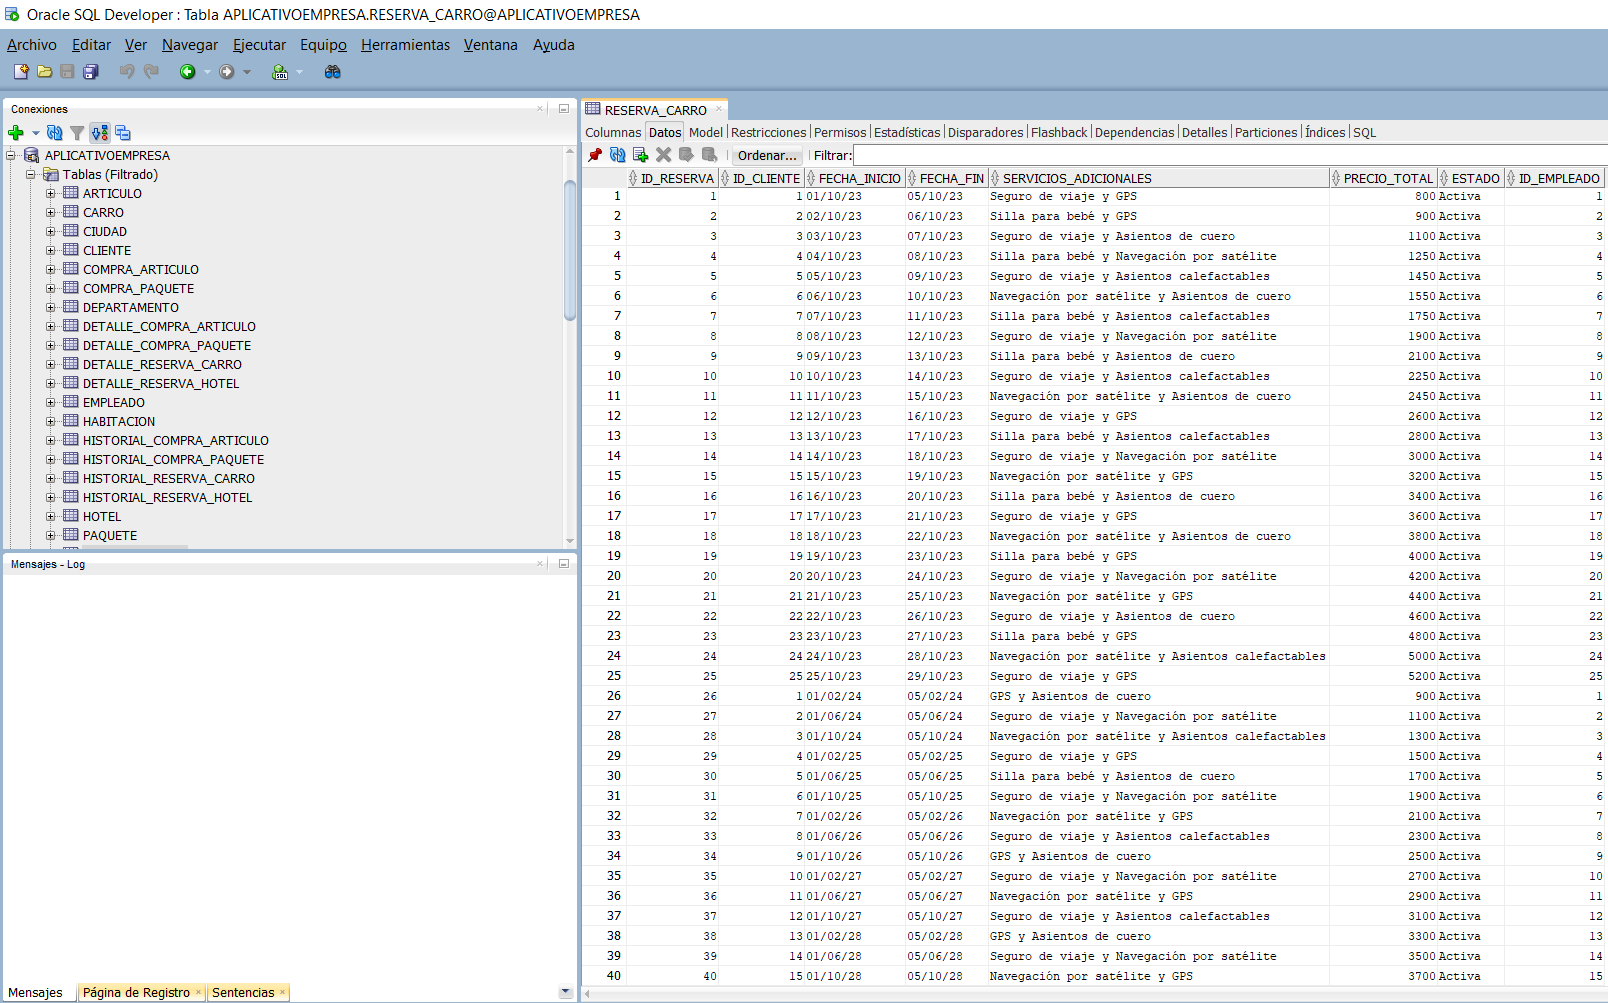 Oracle SQL Developer : Tabla APLICATIVOEMPRESA.RESERVA_CARRO@APLICATIVOEMPRESA
Archivo Editar Ver Navegar Ejecutar Equipo Herramientas Ventana Ayuda
Conexiones
APLICATIVOEMPRESA
Tablas (Filtrado)
ARTICULO
CARRO
CIUDAD
CLIENTE
COMPRA_ARTICULO
COMPRA_PAQUETE
DEPARTAMENTO
DETALLE_COMPRA_ARTICULO
DETALLE_COMPRA_PAQUETE
DETALLE_RESERVA_CARRO
DETALLE_RESERVA_HOTEL
EMPLEADO
HABITACION
HISTORIAL_COMPRA_ARTICULO
HISTORIAL_COMPRA_PAQUETE
HISTORIAL_RESERVA_CARRO
HISTORIAL_RESERVA_HOTEL
HOTEL
PAQUETE
Mensajes - Log
Mensajes Página de Registro Sentencias
RESERVA_CARRO
Columnas Datos Model Restricciones Permisos Estadísticas Disparadores Flashback Dependencias Detalles Particiones Índices SQL
Ordenar... Filtrar:
ID_RESERVA ID_CLIENTE FECHA_INICIO FECHA_FIN SERVICIOS_ADICIONALES PRECIO_TOTAL ESTADO ID_EMPLEADO
1 1 1 01/10/23 05/10/23 Seguro de viaje y GPS 800 Activa 1
2 2 2 02/10/23 06/10/23 Silla para bebé y GPS 900 Activa 2
3 3 3 03/10/23 07/10/23 Seguro de viaje y Asientos de cuero 1100 Activa 3
4 4 4 04/10/23 08/10/23 Silla para bebé y Navegación por satélite 1250 Activa 4
5 5 5 05/10/23 09/10/23 Seguro de viaje y Asientos calefactables 1450 Activa 5
6 6 6 06/10/23 10/10/23 Navegación por satélite y Asientos de cuero 1550 Activa 6
7 7 7 07/10/23 11/10/23 Silla para bebé y Asientos calefactables 1750 Activa 7
8 8 8 08/10/23 12/10/23 Seguro de viaje y Navegación por satélite 1900 Activa 8
9 9 9 09/10/23 13/10/23 Silla para bebé y Asientos de cuero 2100 Activa 9
10 10 10 10/10/23 14/10/23 Seguro de viaje y Asientos calefactables 2250 Activa 10
11 11 11 11/10/23 15/10/23 Navegación por satélite y Asientos de cuero 2450 Activa 11
12 12 12 12/10/23 16/10/23 Seguro de viaje y GPS 2600 Activa 12
13 13 13 13/10/23 17/10/23 Silla para bebé y Asientos calefactables 2800 Activa 13
14 14 14 14/10/23 18/10/23 Seguro de viaje y Navegación por satélite 3000 Activa 14
15 15 15 15/10/23 19/10/23 Navegación por satélite y GPS 3200 Activa 15
16 16 16 16/10/23 20/10/23 Silla para bebé y Asientos de cuero 3400 Activa 16
17 17 17 17/10/23 21/10/23 Seguro de viaje y GPS 3600 Activa 17
18 18 18 18/10/23 22/10/23 Navegación por satélite y Asientos de cuero 3800 Activa 18
19 19 19 19/10/23 23/10/23 Silla para bebé y GPS 4000 Activa 19
20 20 20 20/10/23 24/10/23 Seguro de viaje y Navegación por satélite 4200 Activa 20
21 21 21 21/10/23 25/10/23 Navegación por satélite y GPS 4400 Activa 21
22 22 22 22/10/23 26/10/23 Seguro de viaje y Asientos de cuero 4600 Activa 22
23 23 23 23/10/23 27/10/23 Silla para bebé y GPS 4800 Activa 23
24 24 24 24/10/23 28/10/23 Navegación por satélite y Asientos calefactables 5000 Activa 24
25 25 25 25/10/23 29/10/23 Seguro de viaje y GPS 5200 Activa 25
26 26 1 01/02/24 05/02/24 GPS y Asientos de cuero 900 Activa 1
27 27 2 01/06/24 05/06/24 Seguro de viaje y Navegación por satélite 1100 Activa 2
28 28 3 01/10/24 05/10/24 Navegación por satélite y Asientos calefactables 1300 Activa 3
29 29 4 01/02/25 05/02/25 Seguro de viaje y GPS 1500 Activa 4
30 30 5 01/06/25 05/06/25 Silla para bebé y Asientos de cuero 1700 Activa 5
31 31 6 01/10/25 05/10/25 Seguro de viaje y Navegación por satélite 1900 Activa 6
32 32 7 01/02/26 05/02/26 Navegación por satélite y GPS 2100 Activa 7
33 33 8 01/06/26 05/06/26 Seguro de viaje y Asientos calefactables 2300 Activa 8
34 34 9 01/10/26 05/10/26 GPS y Asientos de cuero 2500 Activa 9
35 35 10 01/02/27 05/02/27 Seguro de viaje y Navegación por satélite 2700 Activa 10
36 36 11 01/06/27 05/06/27 Navegación por satélite y GPS 2900 Activa 11
37 37 12 01/10/27 05/10/27 Seguro de viaje y Asientos calefactables 3100 Activa 12
38 38 13 01/02/28 05/02/28 GPS y Asientos de cuero 3300 Activa 13
39 39 14 01/06/28 05/06/28 Seguro de viaje y Navegación por satélite 3500 Activa 14
40 40 15 01/10/28 05/10/28 Navegación por satélite y GPS 3700 Activa 15